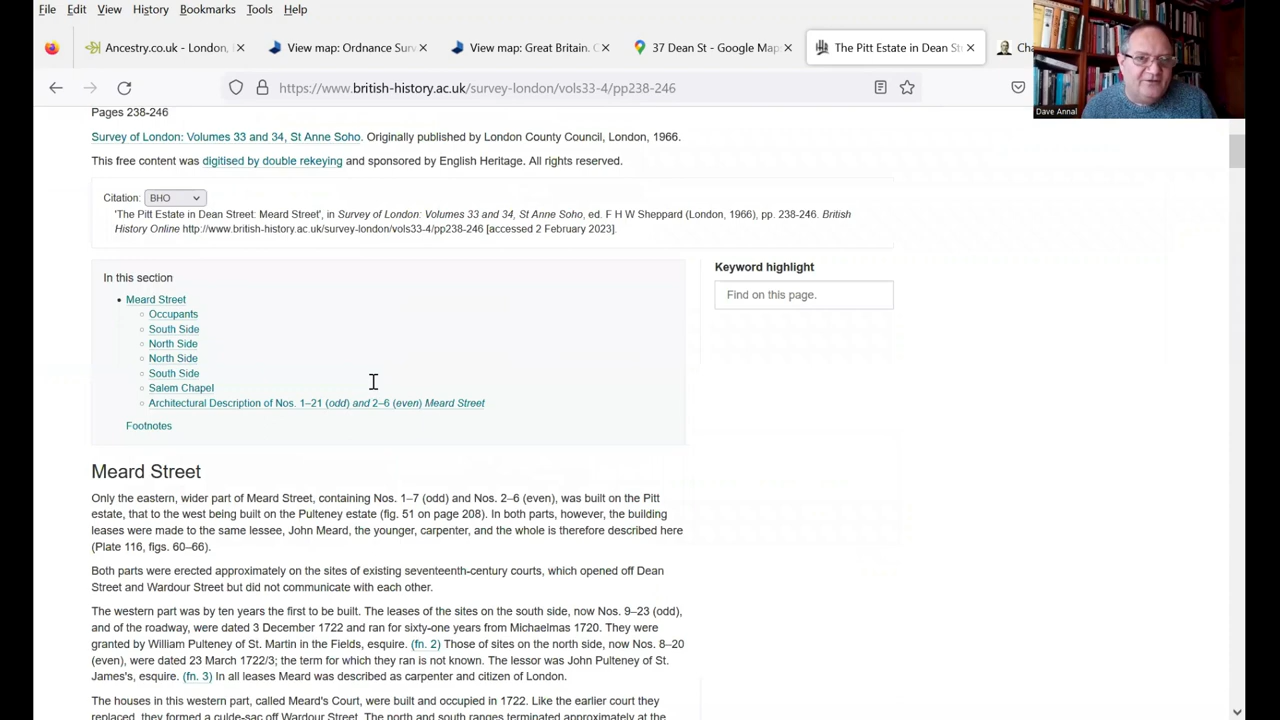 File Edit View History Bookmarks Tools Help
Ancestry.co.uk - London,
View map: Ordnance Sur
View map: Great Britain. C
37 Dean St - Google Map
The Pitt Estate in Dean St
Cha
https://www.british-history.ac.uk/survey-london/vols33-4/pp238-246
Dave Annal
Pages 238-246
Survey of London: Volumes 33 and 34, St Anne Soho. Originally published by London County Council, London, 1966.
This free content was digitised by double rekeying and sponsored by English Heritage. All rights reserved.
Citation: BHO
'The Pitt Estate in Dean Street: Meard Street', in Survey of London: Volumes 33 and 34, St Anne Soho, ed. F H W Sheppard (London, 1966), pp. 238-246. British
History Online http://www.british-history.ac.uk/survey-london/vols33-4/pp238-246 [accessed 2 February 2023].
In this section
Meard Street
Occupants
South Side
North Side
North Side
South Side
Salem Chapel
Architectural Description of Nos. 1–21 (odd) and 2–6 (even) Meard Street
Footnotes
Keyword highlight
Find on this page.
Meard Street
Only the eastern, wider part of Meard Street, containing Nos. 1–7 (odd) and Nos. 2–6 (even), was built on the Pitt
estate, that to the west being built on the Pulteney estate (fig. 51 on page 208). In both parts, however, the building
leases were made to the same lessee, John Meard, the younger, carpenter, and the whole is therefore described here
(Plate 116, figs. 60–66).
Both parts were erected approximately on the sites of existing seventeenth-century courts, which opened off Dean
Street and Wardour Street but did not communicate with each other.
The western part was by ten years the first to be built. The leases of the sites on the south side, now Nos. 9–23 (odd),
and of the roadway, were dated 3 December 1722 and ran for sixty-one years from Michaelmas 1720. They were
granted by William Pulteney of St. Martin in the Fields, esquire. (fn. 2) Those of sites on the north side, now Nos. 8–20
(even), were dated 23 March 1722/3; the term for which they ran is not known. The lessor was John Pulteney of St.
James's, esquire. (fn. 3) In all leases Meard was described as carpenter and citizen of London.
The houses in this western part, called Meard's Court, were built and occupied in 1722. Like the earlier court they
replaced, they formed a culde-sac off Wardour Street. The north and south ranges terminated approximately at the